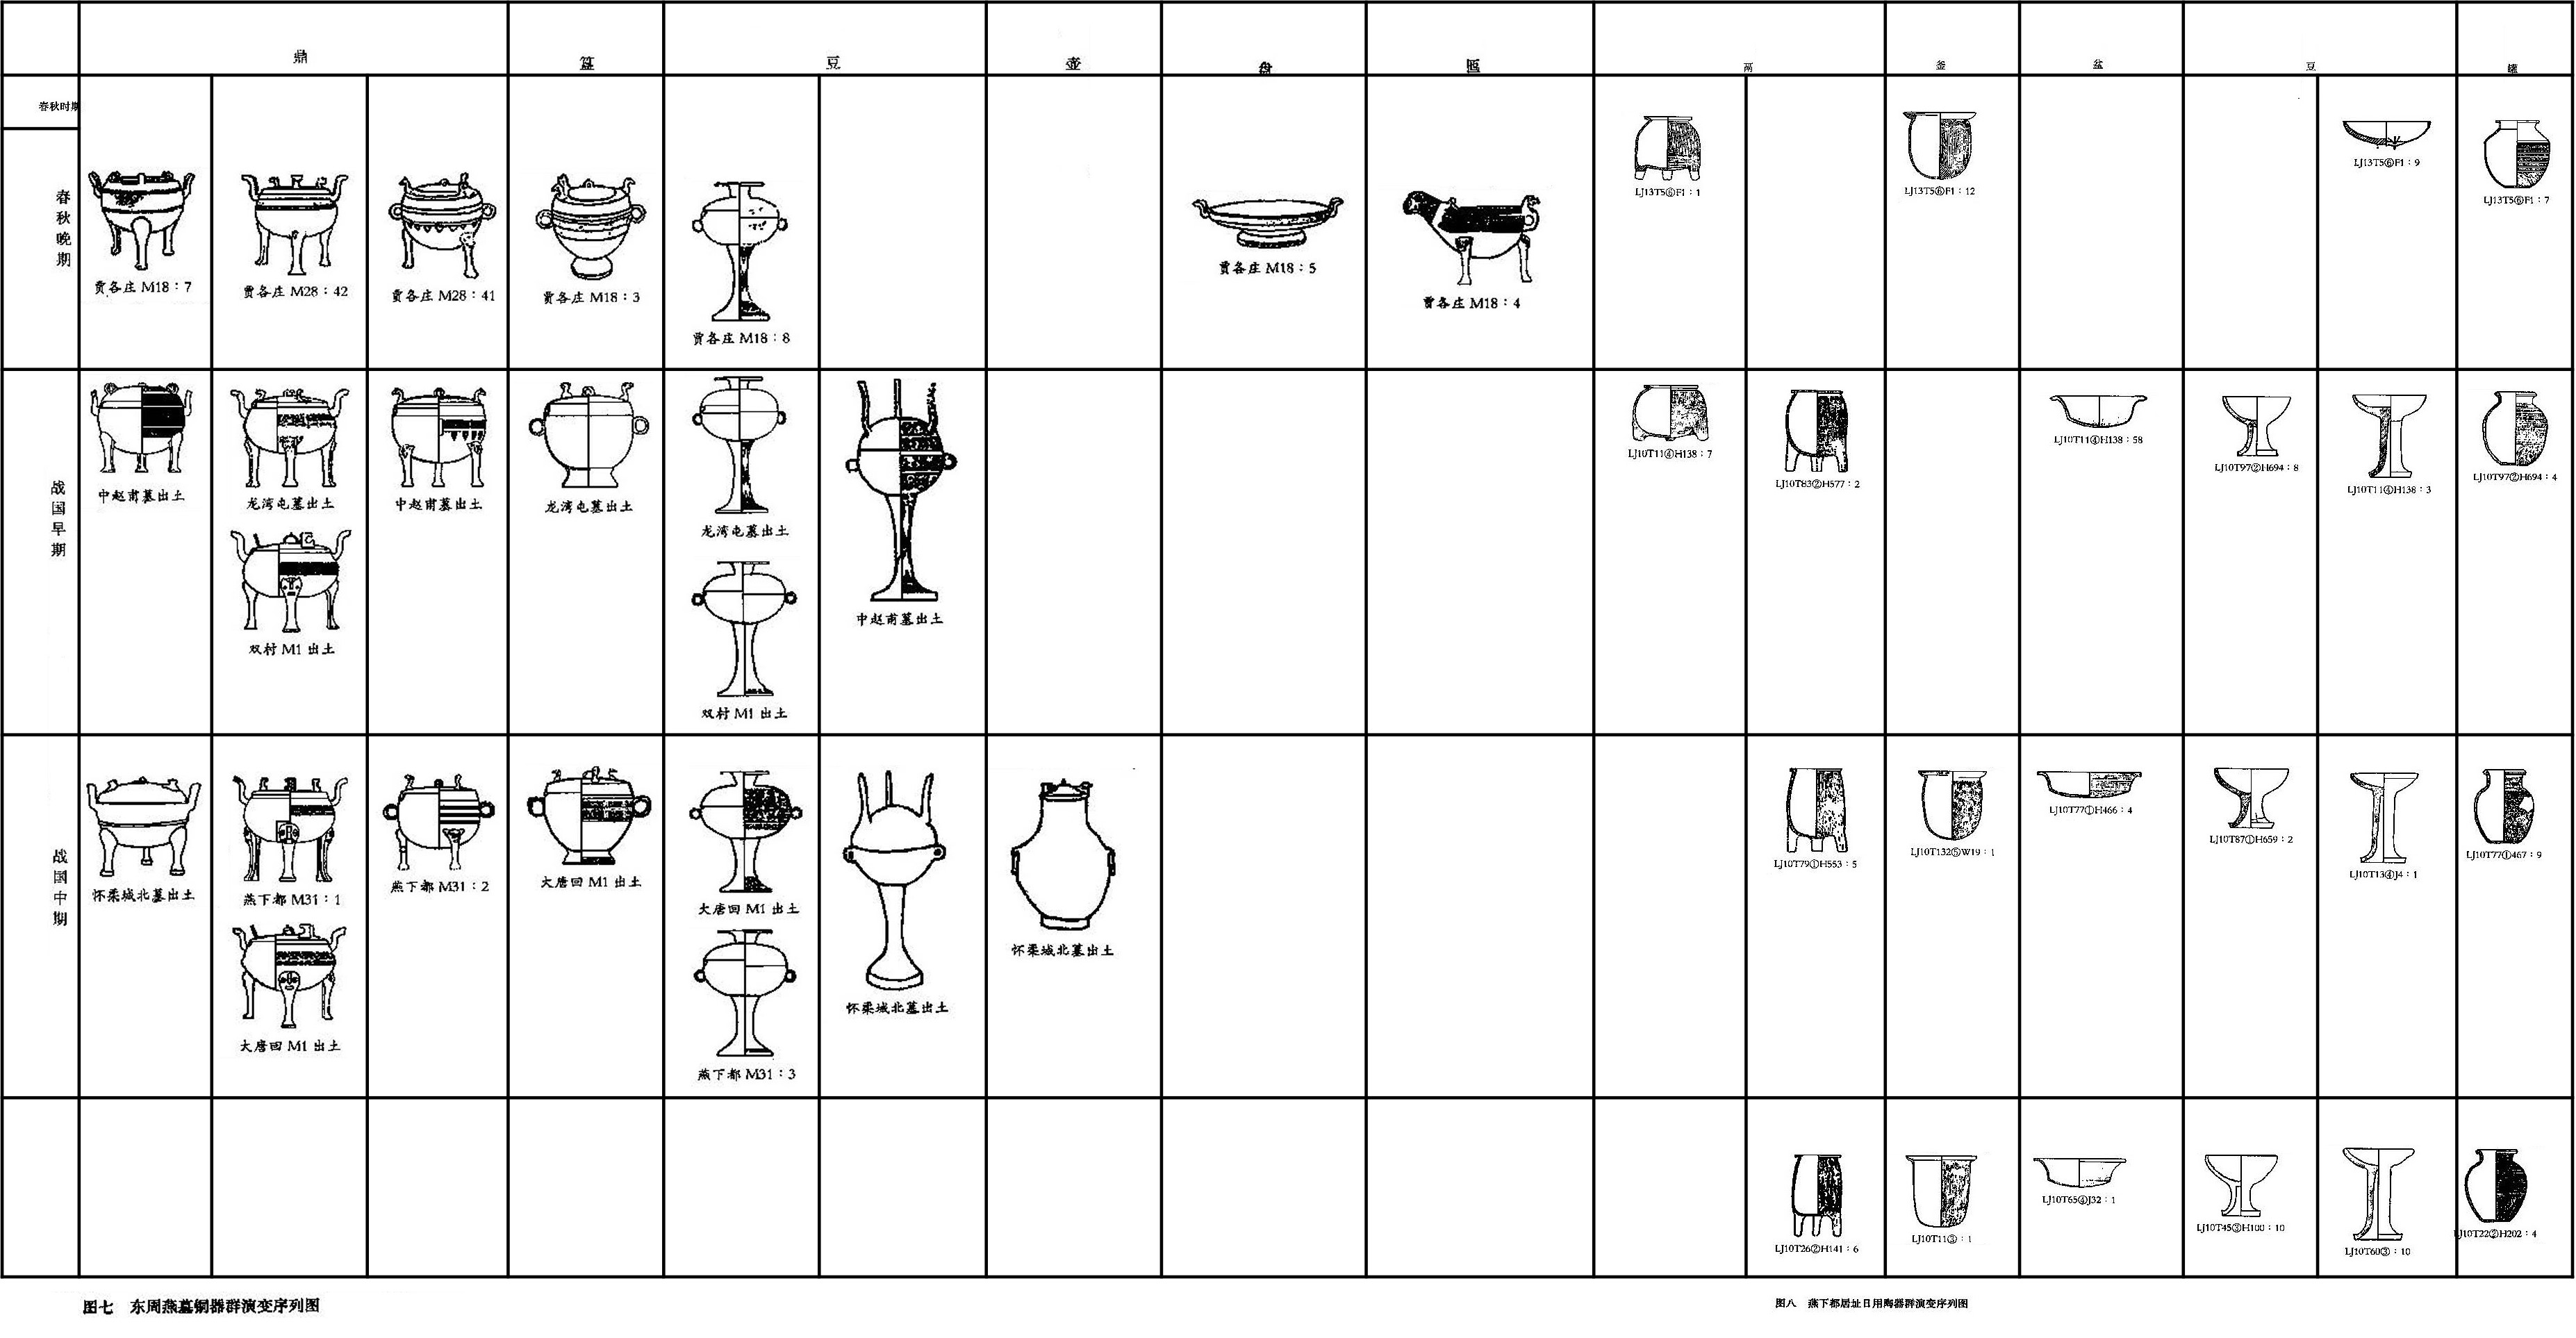 鼎 簋 豆 壶 盘 匜 鬲 釜 盆 豆 罐
春秋时期
春秋晚期
贾各庄 M18：7
贾各庄 M28：42
贾各庄 M28：41
贾各庄 M18：3
贾各庄 M18：8
贾各庄 M18：5
贾各庄 M18：4
LJ13T5⑥F1：1
LJ13T5⑥F1：12
LJ13T5⑥F1：9
LJ13T5⑥F1：7
战国早期
中赵甫墓出土
龙湾屯墓出土
双村 M1 出土
中赵甫墓出土
龙湾屯墓出土
龙湾屯墓出土
双村 M1 出土
中赵甫墓出土
LJ10T11④H138：7
LJ10T83②H577：2
LJ10T11④H138：58
LJ10T97②H694：8
LJ10T11④H138：3
LJ10T97②H694：4
战国中期
怀柔城北墓出土
燕下都 M31：1
大唐回 M1 出土
燕下都 M31：2
大唐回 M1 出土
大唐回 M1 出土
燕下都 M31：3
怀柔城北墓出土
怀柔城北墓出土
LJ10T79①H553：5
LJ10T132⑤W19：1
LJ10T77①H466：4
LJ10T87①H659：2
LJ10T13④J4：1
LJ10T77①467：9
LJ10T26②H141：6
LJ10T11③：1
LJ10T65④J32：1
LJ10T45③H100：10
LJ10T60③：10
LJ10T22②H202：4
图七 东周燕墓铜器群演变序列图
图八 燕下都居址日用陶器群演变序列图